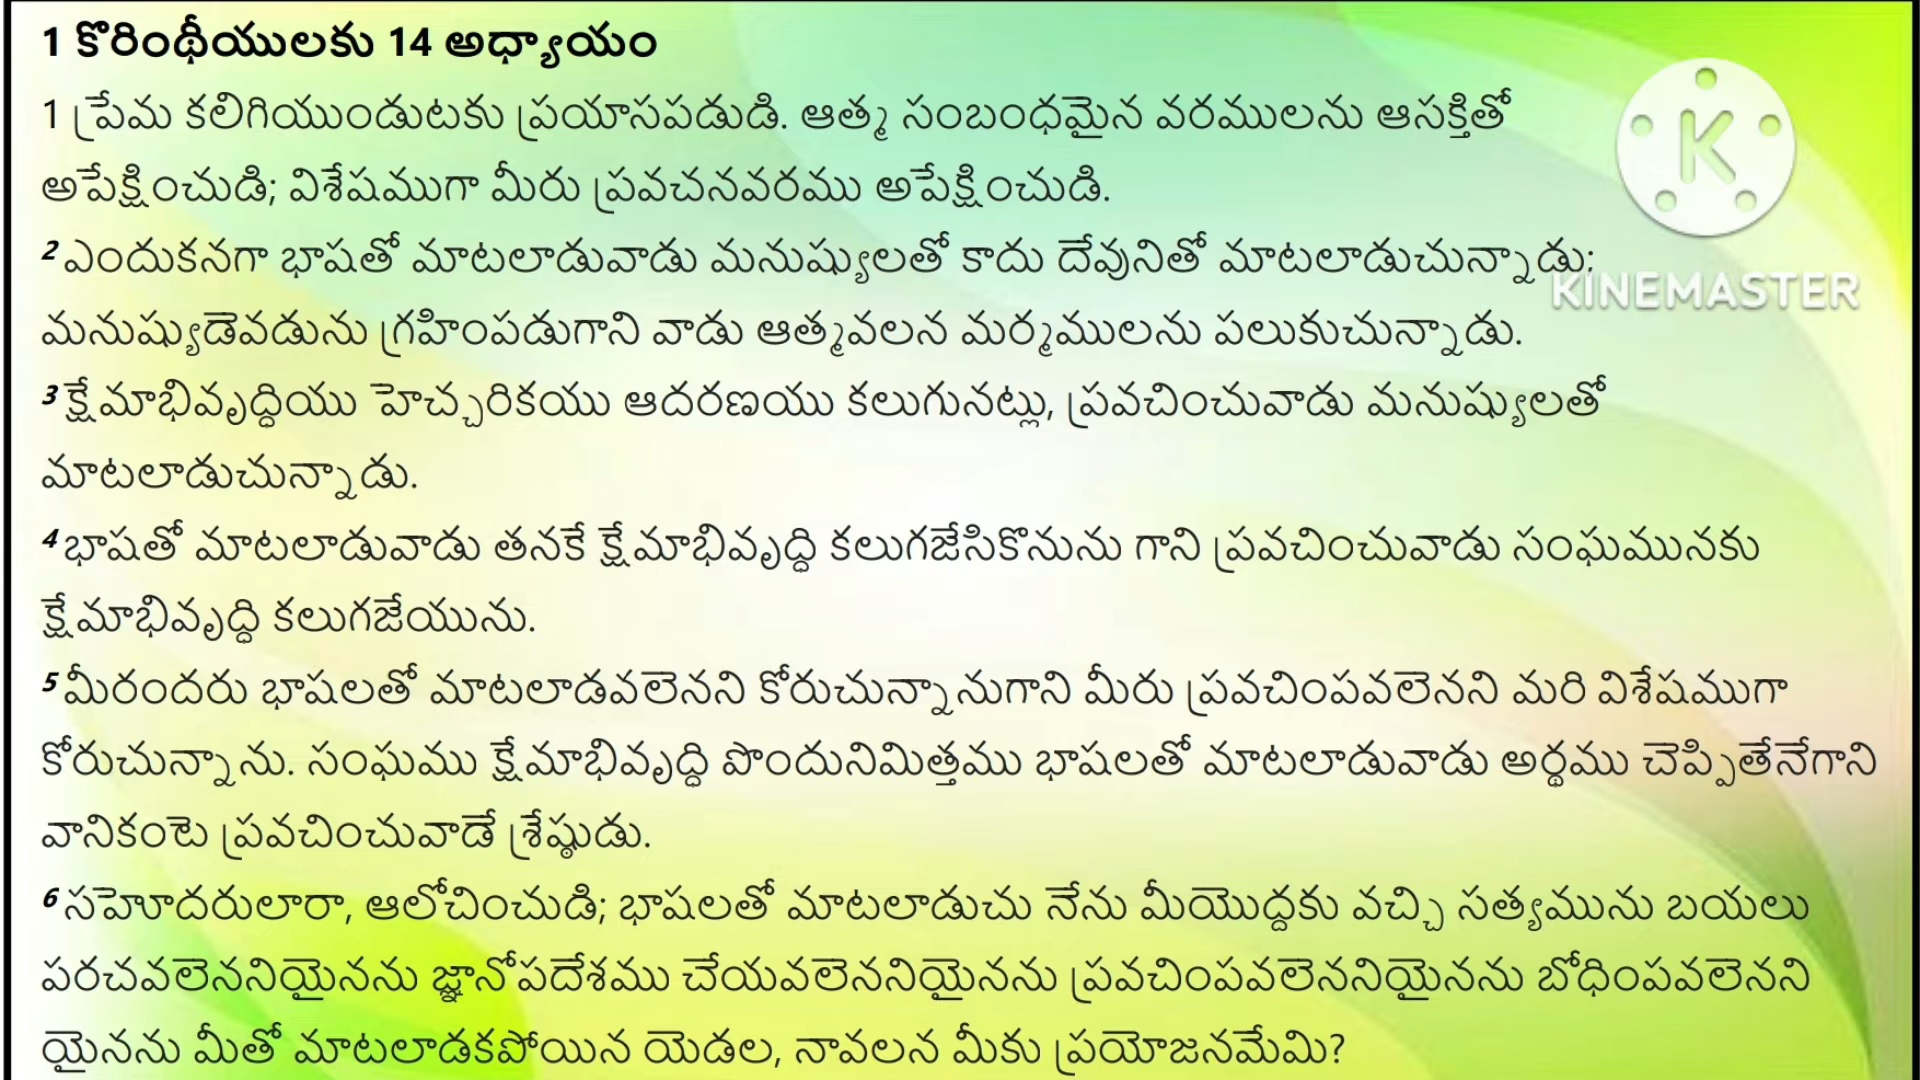 1 కొరింథీయులకు 14 అధ్యాయం
1 ప్రేమ కలిగియుండుటకు ప్రయాసపడుడి. ఆత్మ సంబంధమైన వరములను ఆసక్తితో
అపేక్షించుడి; విశేషముగా మీరు ప్రవచనవరము అపేక్షించుడి.
2 ఎందుకనగా భాషతో మాటలాడువాడు మనుష్యులతో కాదు దేవునితో మాటలాడుచున్నాడు;
మనుష్యుడెవడును గ్రహింపడుగాని వాడు ఆత్మవలన మర్మములను పలుకుచున్నాడు.
3 క్షేమాభివృద్ధియు హెచ్చరికయు ఆదరణయు కలుగునట్లు, ప్రవచించువాడు మనుష్యులతో
మాటలాడుచున్నాడు.
4 భాషతో మాటలాడువాడు తనకే క్షేమాభివృద్ధి కలుగజేసికొనును గాని ప్రవచించువాడు సంఘమునకు
క్షేమాభివృద్ధి కలుగజేయును.
5 మీరందరు భాషలతో మాటలాడవలెనని కోరుచున్నానుగాని మీరు ప్రవచింపవలెనని మరి విశేషముగా
కోరుచున్నాను. సంఘము క్షేమాభివృద్ధి పొందునిమిత్తము భాషలతో మాటలాడువాడు అర్థము చెప్పితేనేగాని
వానికంటె ప్రవచించువాడే శ్రేష్ఠుడు.
6 సహెూదరులారా, ఆలోచించుడి; భాషలతో మాటలాడుచు నేను మీయొద్దకు వచ్చి సత్యమును బయలు
పరచవలెననియైనను జ్ఞానోపదేశము చేయవలెననియైనను ప్రవచింపవలెననియైనను బోధింపవలెనని
యైనను మీతో మాటలాడకపోయిన యెడల, నావలన మీకు ప్రయోజనమేమి?
K
KINEMASTER